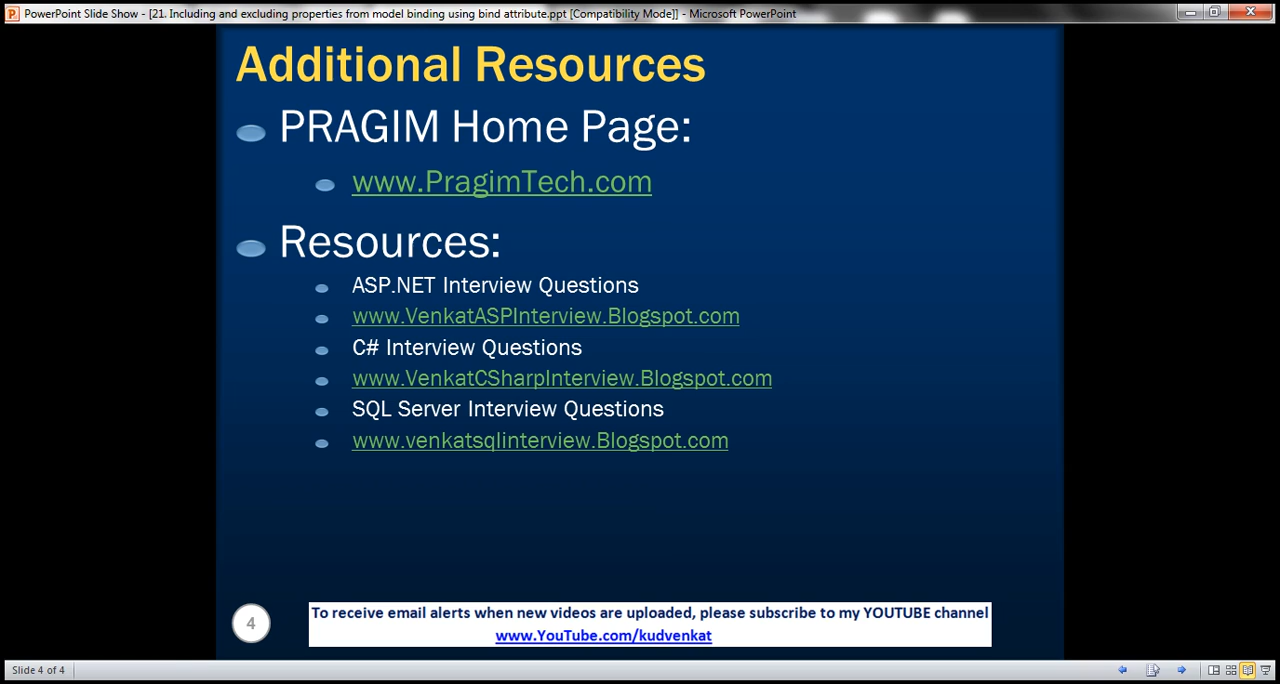 PowerPoint Slide Show - [21. Including and excluding properties from model binding using bind attribute.ppt [Compatibility Mode]] - Microsoft PowerPoint
Additional Resources
PRAGIM Home Page:
www.PragimTech.com
Resources:
ASP.NET Interview Questions
www.VenkatASPInterview.Blogspot.com
C# Interview Questions
www.VenkatCSharpInterview.Blogspot.com
SQL Server Interview Questions
www.venkatsqlinterview.Blogspot.com
4
To receive email alerts when new videos are uploaded, please subscribe to my YOUTUBE channel
www.YouTube.com/kudvenkat
Slide 4 of 4